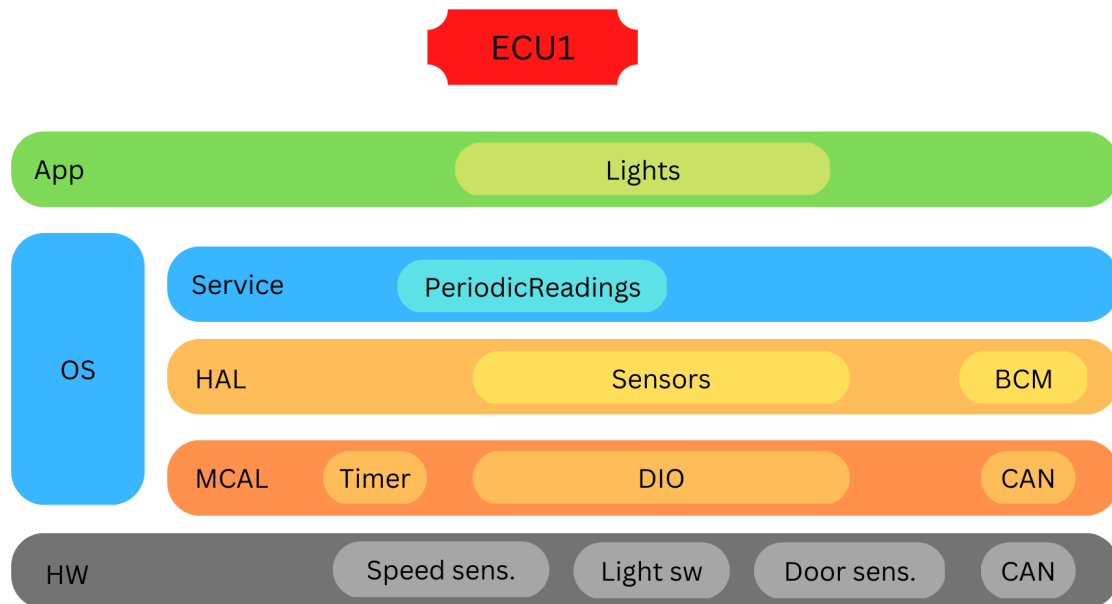 ECU1
App
Lights
Service
PeriodicReadings
OS
HAL
Sensors
BCM
MCAL
Timer
DIO
CAN
HW
Speed sens.
Light sw
Door sens.
CAN